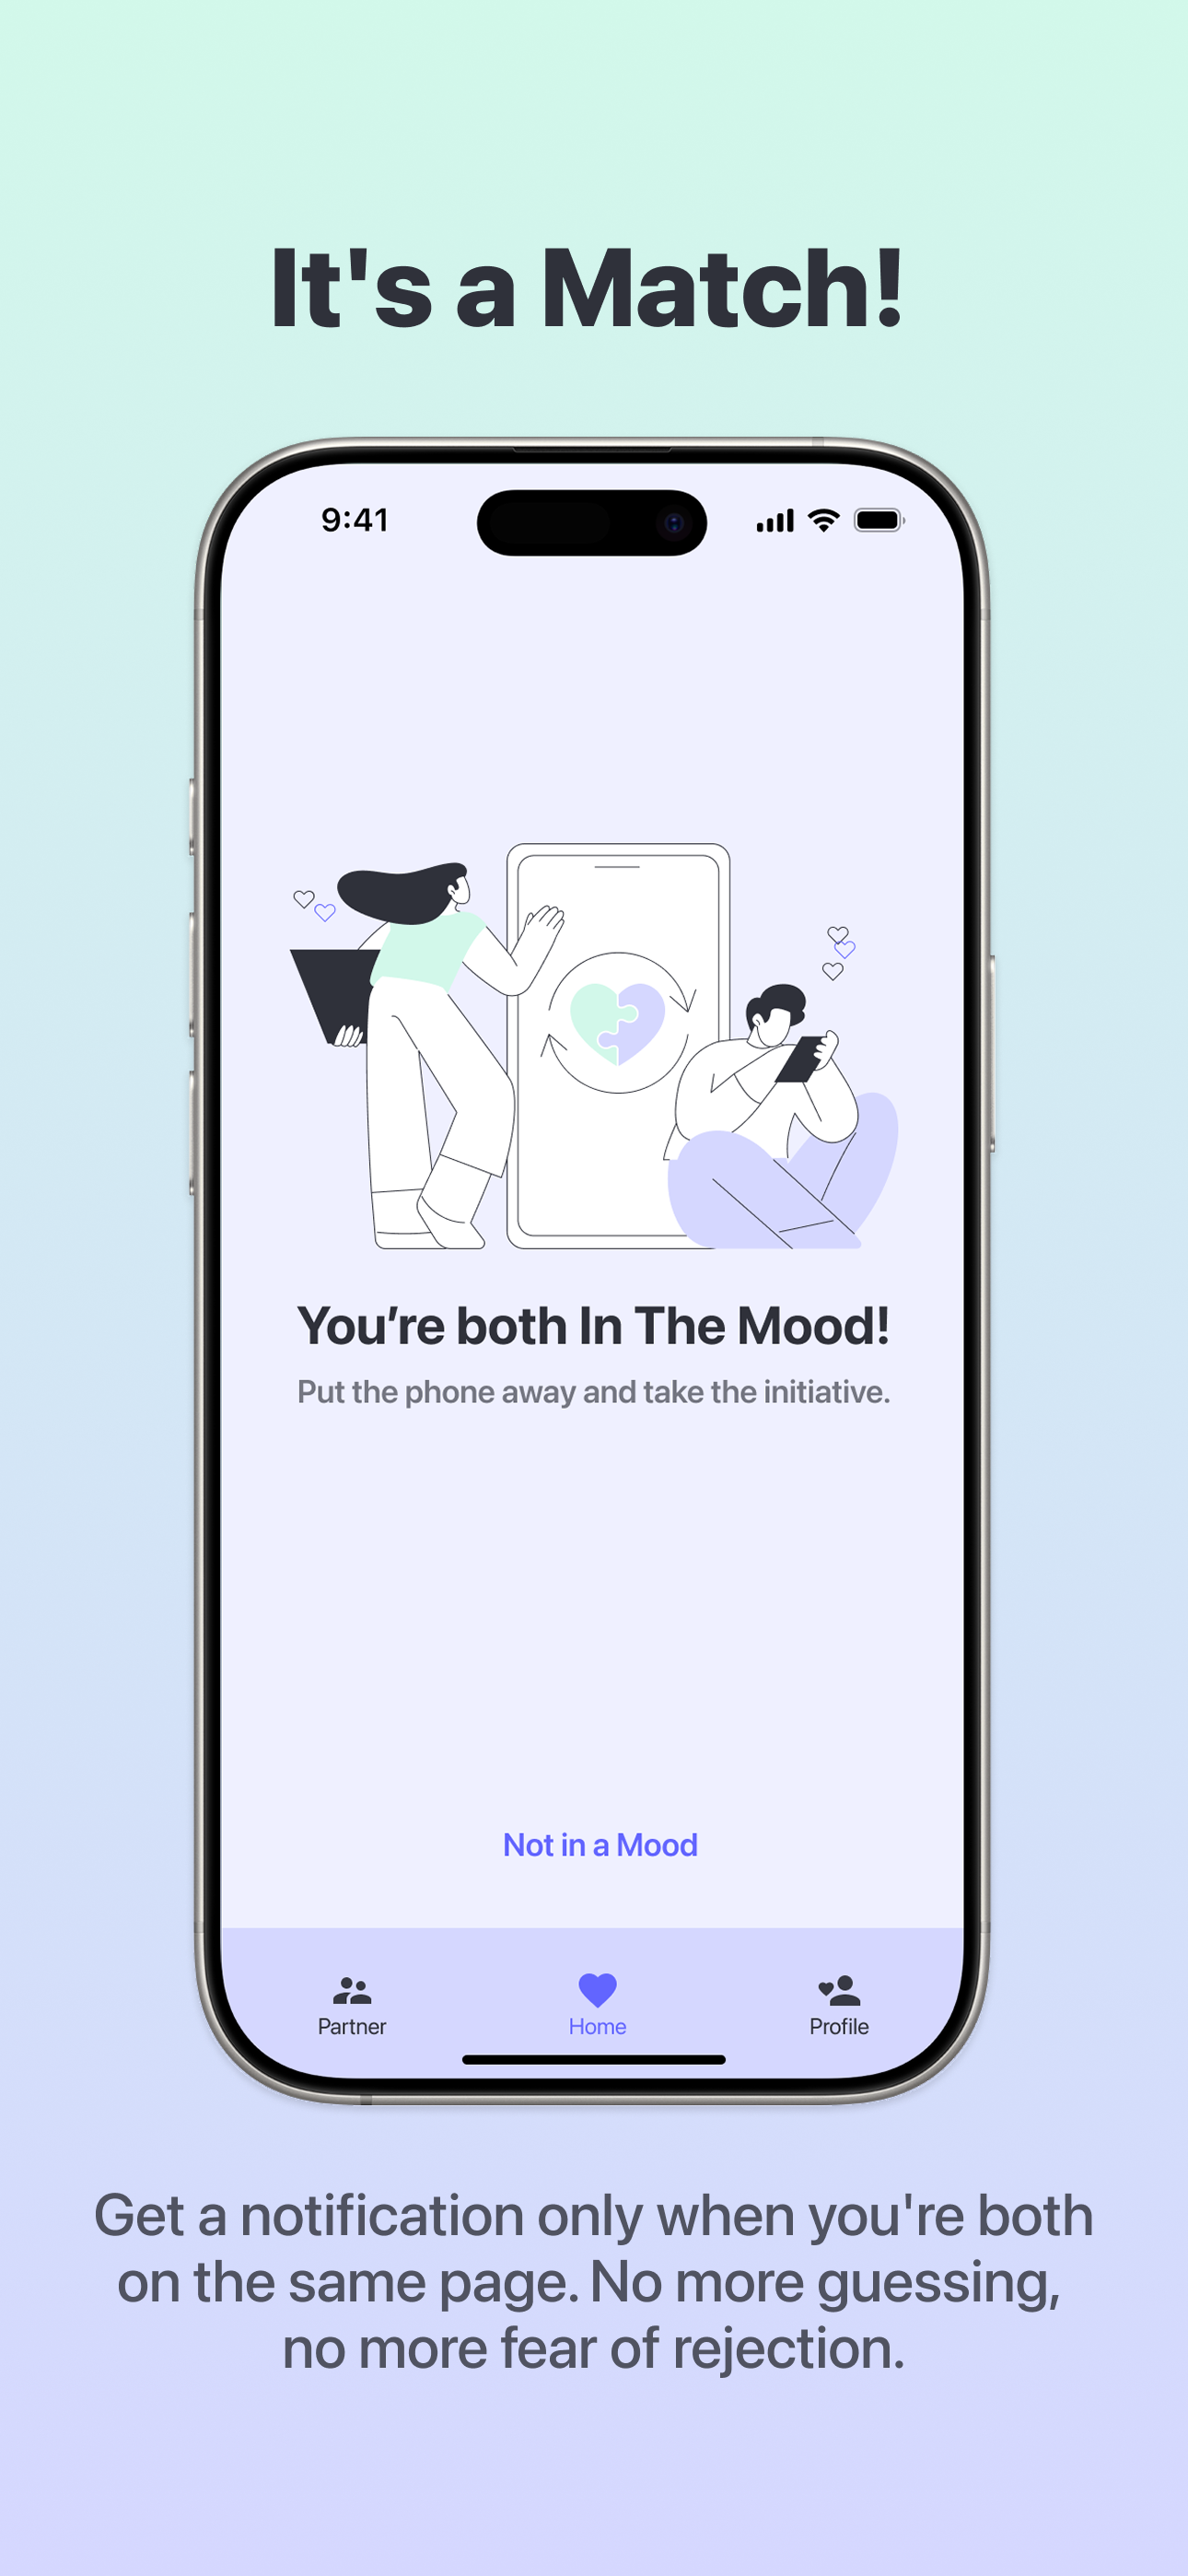 It's a Match!
9:41
You’re both In The Mood!
Put the phone away and take the initiative.
Not in a Mood
Partner
Home
Profile
Get a notification only when you're both
on the same page. No more guessing,
no more fear of rejection.